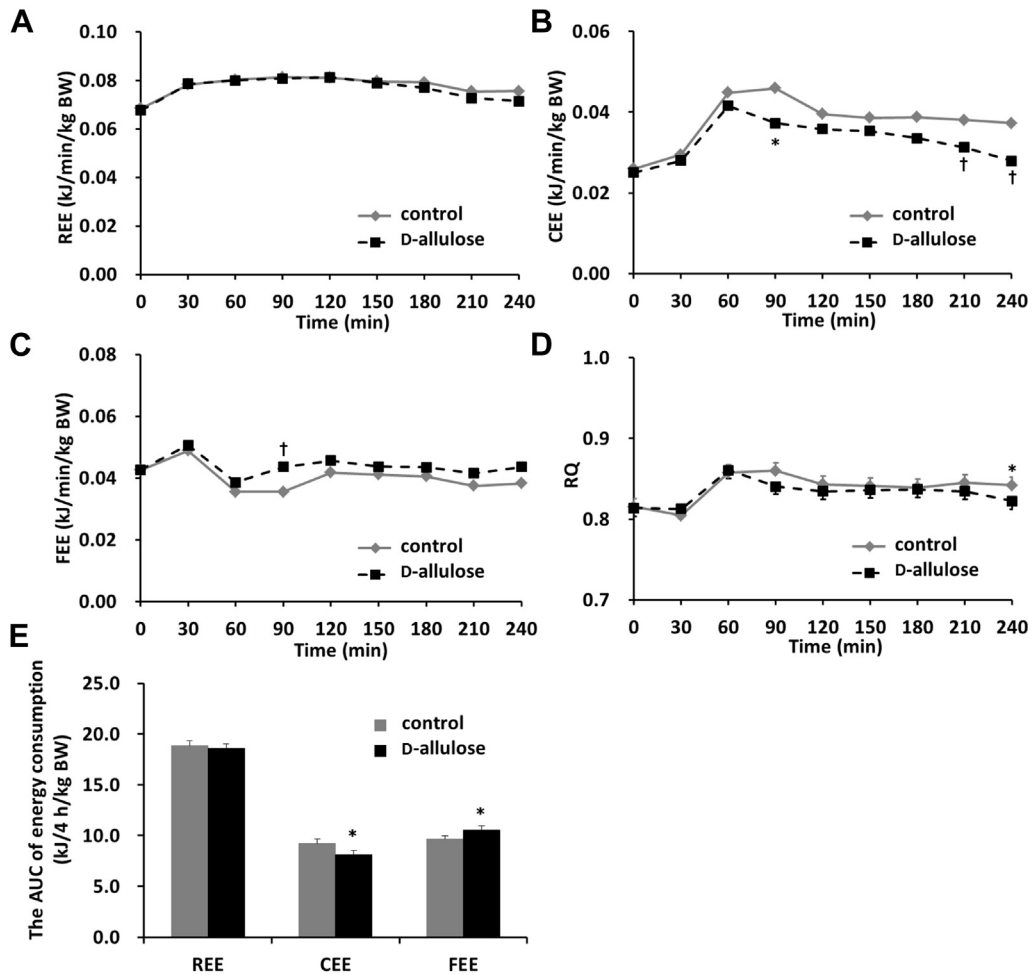 A
REE (kJ/min/kg BW)
0.10
0.08
0.06
0.04
0.02
0.00
control
D-allulose
0 30 60 90 120 150 180 210 240
Time (min)
B
CEE (kJ/min/kg BW)
0.06
0.04
0.02
0.00
*
†
†
control
D-allulose
0 30 60 90 120 150 180 210 240
Time (min)
C
FEE (kJ/min/kg BW)
0.08
0.06
0.04
0.02
0.00
†
control
D-allulose
0 30 60 90 120 150 180 210 240
Time (min)
D
RQ
1.0
0.9
0.8
0.7
*
control
D-allulose
0 30 60 90 120 150 180 210 240
Time (min)
E
The AUC of energy consumption
(kJ/4 h/kg BW)
25.0
20.0
15.0
10.0
5.0
0.0
control
D-allulose
*
*
REE CEE FEE